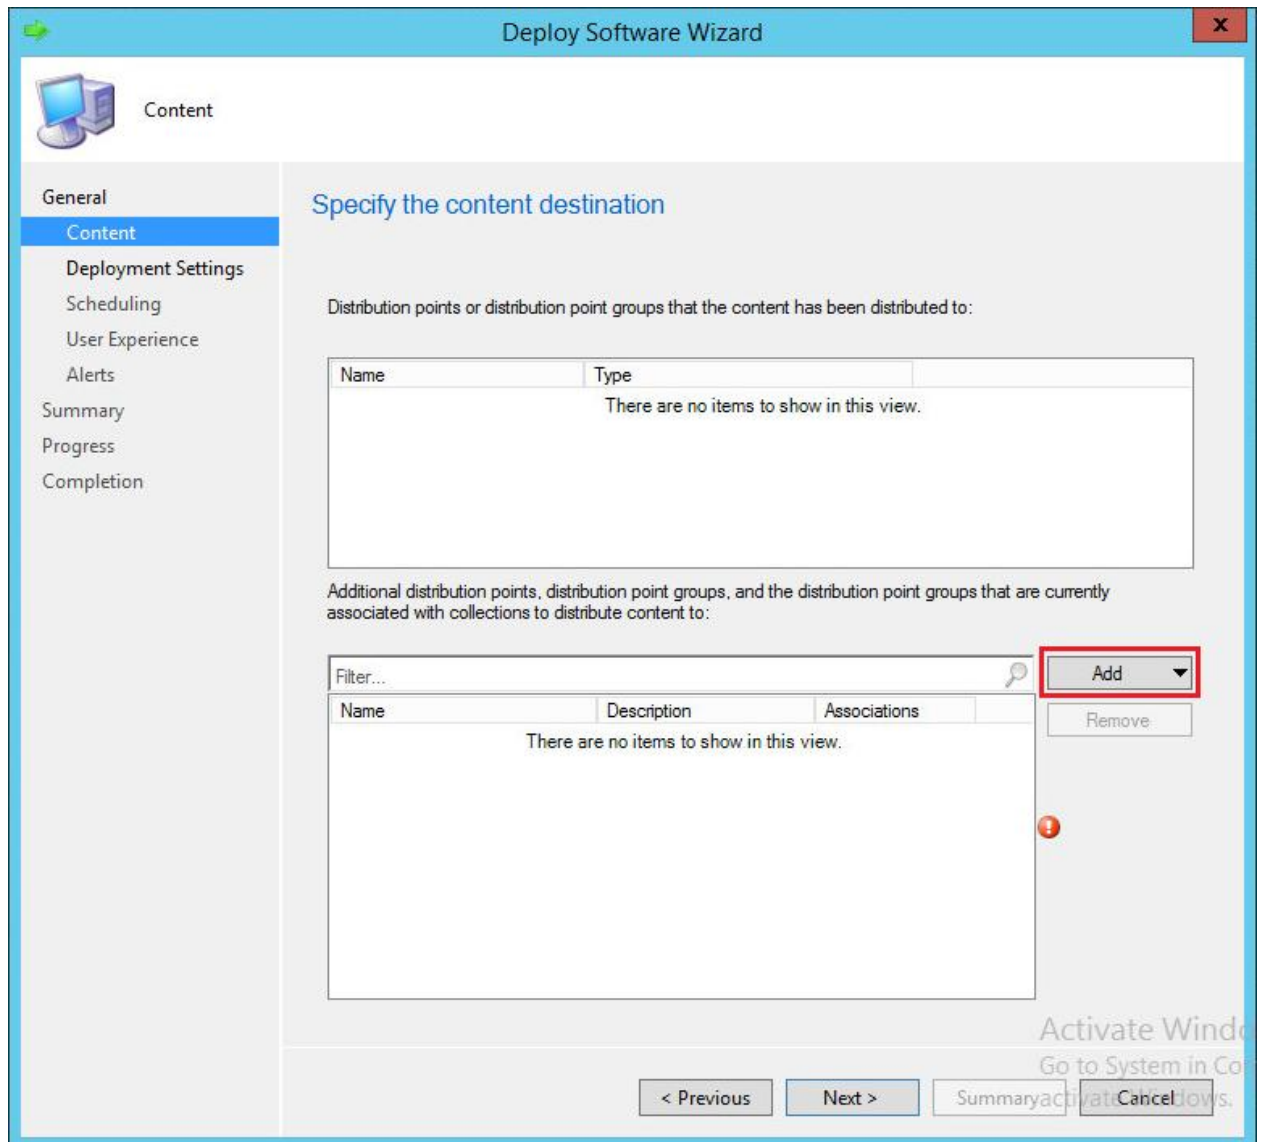 Deploy Software Wizard
X
Content
General
Content
Deployment Settings
Scheduling
User Experience
Alerts
Summary
Progress
Completion
Specify the content destination
Distribution points or distribution point groups that the content has been distributed to:
Name Type
There are no items to show in this view.
Additional distribution points, distribution point groups, and the distribution point groups that are currently
associated with collections to distribute content to:
Filter...
Add
Remove
Name Description Associations
There are no items to show in this view.
Activate Windo
Go to System in Co
activate Windows.
< Previous Next > Summary Cancel